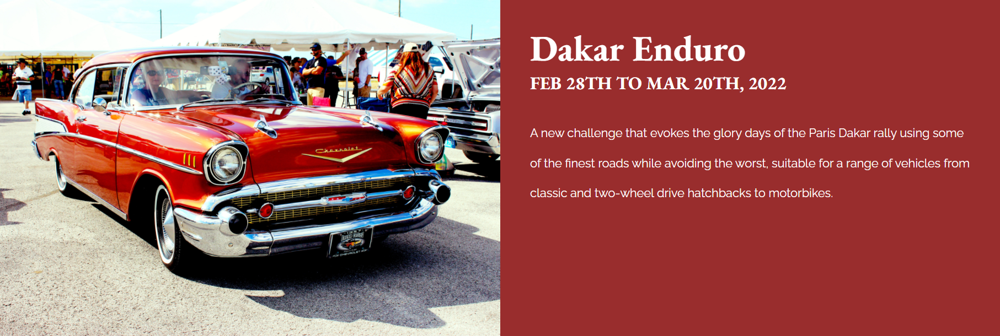 Dakar Enduro
FEB 28TH TO MAR 20TH, 2022
A new challenge that evokes the glory days of the Paris Dakar rally using some
of the finest roads while avoiding the worst, suitable for a range of vehicles from
classic and two-wheel drive hatchbacks to motorbikes.
Chevrolet